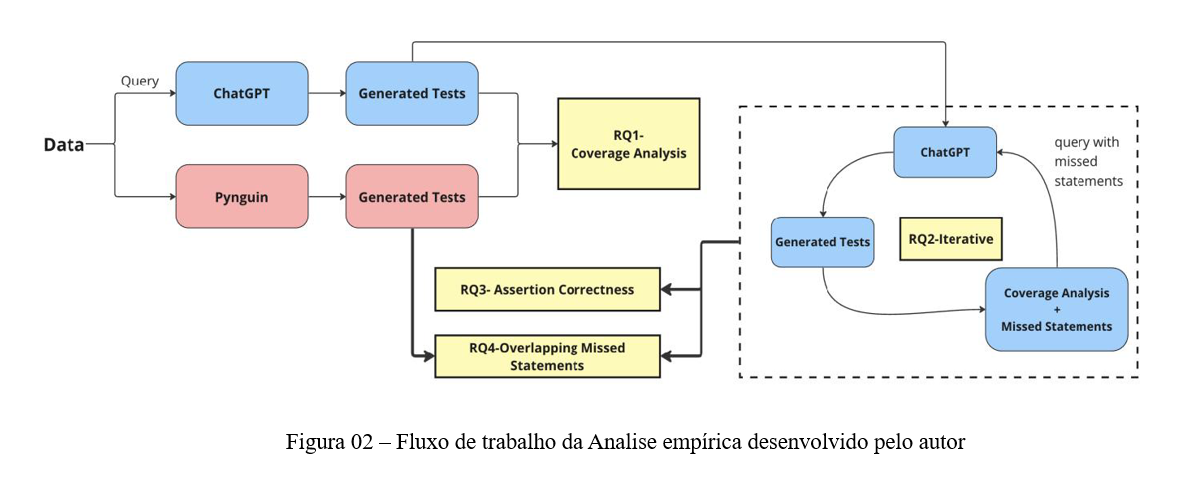 Query
ChatGPT
Generated Tests
Data
Pynguin
Generated Tests
RQ1-
Coverage Analysis
ChatGPT
query with
missed
statements
Generated Tests
RQ2-Iterative
Coverage Analysis
+
Missed Statements
RQ3- Assertion Correctness
RQ4-Overlapping Missed
Statements
Figura 02 – Fluxo de trabalho da Analise empírica desenvolvido pelo autor